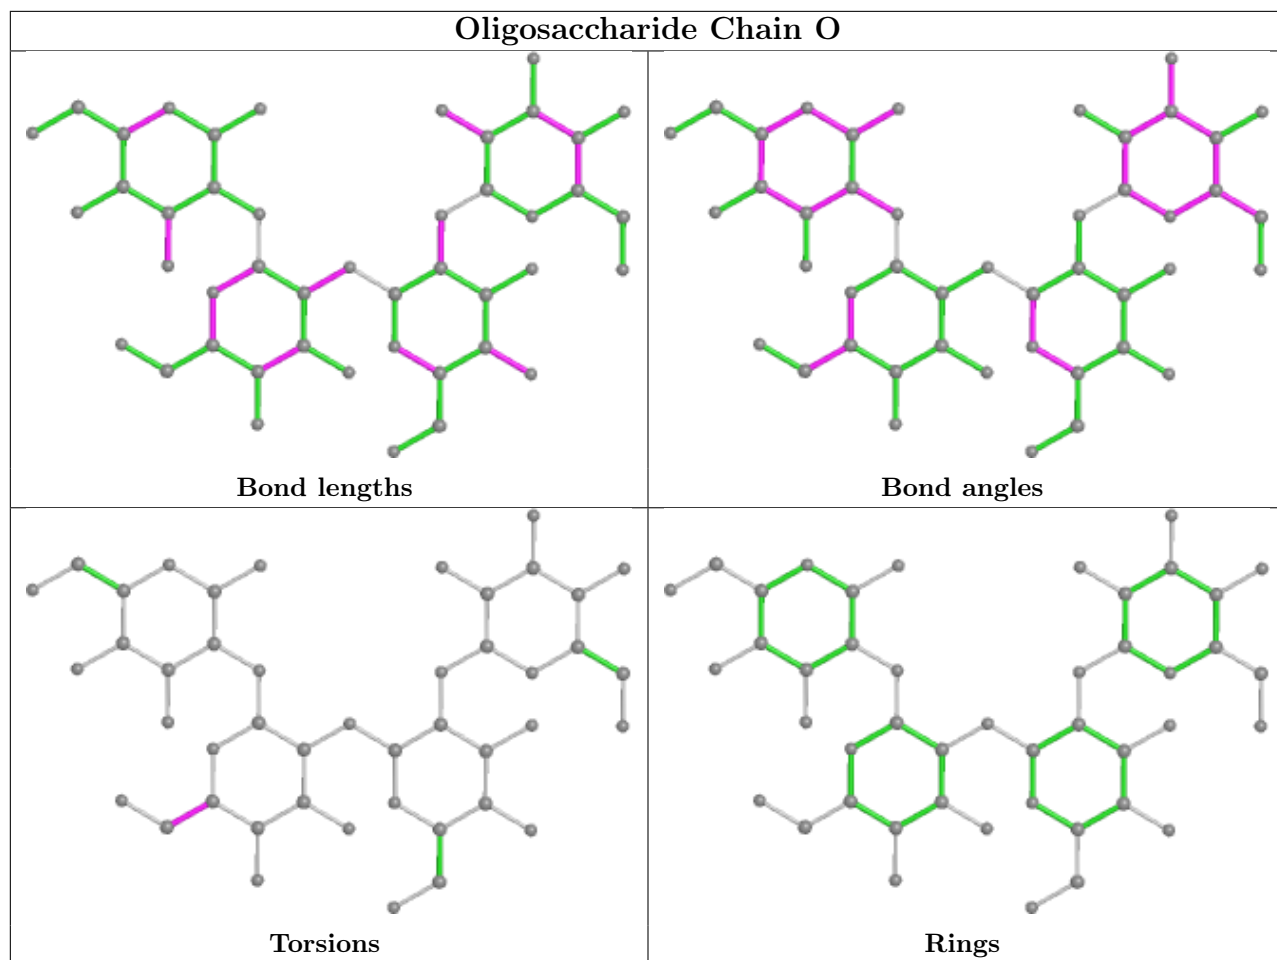 Oligosaccharide Chain O
Bond lengths
Bond angles
Torsions
Rings